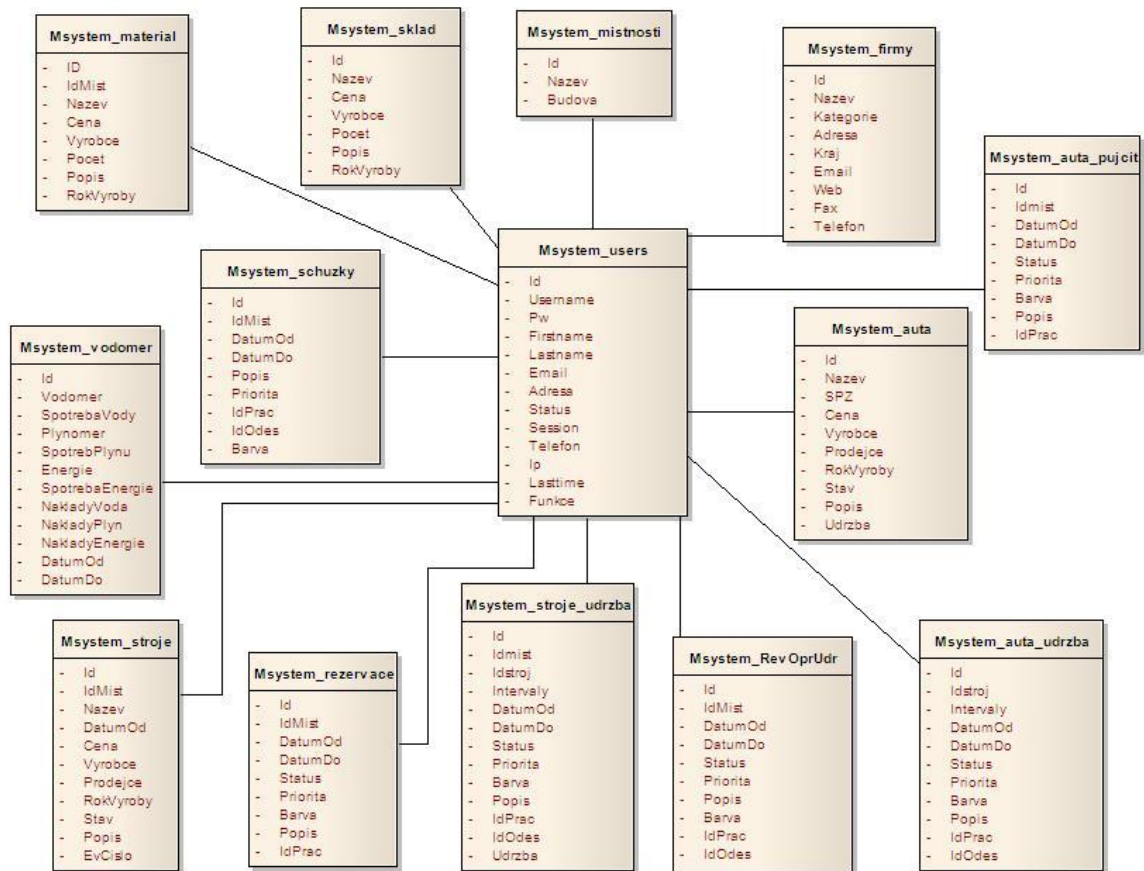 Msystem_material
- ID
- IdMist
- Nazev
- Cena
- Vyrobce
- Pocet
- Popis
- RokVyroby
Msystem_sklad
- Id
- Nazev
- Cena
- Vyrobce
- Pocet
- Popis
- RokVyroby
Msystem_mistnosti
- Id
- Nazev
- Budova
Msystem_firmy
- Id
- Nazev
- Kategorie
- Adresa
- Kraj
- Email
- Web
- Fax
- Telefon
Msystem_auta_pujcit
- Id
- Idmist
- DatumOd
- DatumDo
- Status
- Priorita
- Barva
- Popis
- IdPrac
Msystem_schuzky
- Id
- IdMist
- DatumOd
- DatumDo
- Popis
- Priorita
- IdPrac
- IdOdes
- Barva
Msystem_users
- Id
- Username
- Pw
- Firstname
- Lastname
- Email
- Adresa
- Status
- Session
- Telefon
- Ip
- Lasttime
- Funkce
Msystem_auta
- Id
- Nazev
- SPZ
- Cena
- Vyrobce
- Prodejce
- RokVyroby
- Stav
- Popis
- Udrzba
Msystem_vodomer
- Id
- Vodomer
- SpotrebaVody
- Plynomer
- SpotrebPlynu
- Energie
- SpotrebaEnergie
- NakladyVoda
- NakladyPlyn
- NakladyEnergie
- DatumOd
- DatumDo
Msystem_stroje
- Id
- IdMist
- Nazev
- DatumOd
- Cena
- Vyrobce
- Prodejce
- RokVyroby
- Stav
- Popis
- EvCislo
Msystem_rezervace
- Id
- IdMist
- DatumOd
- DatumDo
- Status
- Priorita
- Barva
- Popis
- IdPrac
Msystem_stroje_udrzba
- Id
- Idmist
- Idstroj
- Intervaly
- DatumOd
- DatumDo
- Status
- Priorita
- Barva
- Popis
- IdPrac
- IdOdes
- Udrzba
Msystem_RevOprUdr
- Id
- IdMist
- DatumOd
- DatumDo
- Status
- Priorita
- Popis
- Barva
- IdPrac
- IdOdes
Msystem_auta_udrzba
- Id
- Idstroj
- Intervaly
- DatumOd
- DatumDo
- Status
- Priorita
- Barva
- Popis
- IdPrac
- IdOdes